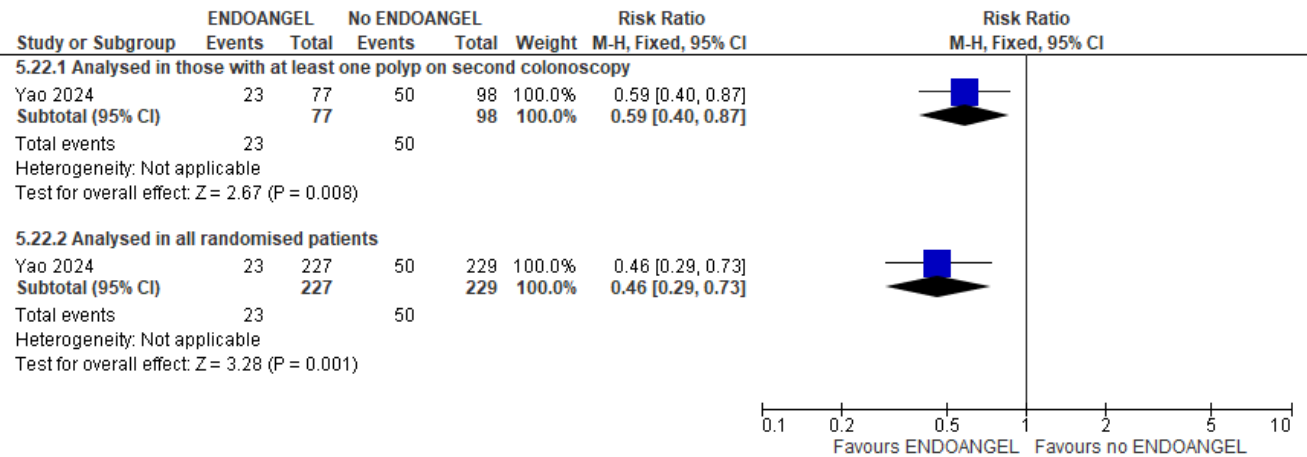 ENDOANGEL No ENDOANGEL Risk Ratio Risk Ratio
Study or Subgroup Events Total Events Total Weight M-H, Fixed, 95% CI M-H, Fixed, 95% CI
5.22.1 Analysed in those with at least one polyp on second colonoscopy
Yao 2024 23 77 50 98 100.0% 0.59 [0.40, 0.87]
Subtotal (95% CI) 77 98 100.0% 0.59 [0.40, 0.87]
Total events 23 50
Heterogeneity: Not applicable
Test for overall effect: Z = 2.67 (P = 0.008)
5.22.2 Analysed in all randomised patients
Yao 2024 23 227 50 229 100.0% 0.46 [0.29, 0.73]
Subtotal (95% CI) 227 229 100.0% 0.46 [0.29, 0.73]
Total events 23 50
Heterogeneity: Not applicable
Test for overall effect: Z = 3.28 (P = 0.001)
0.1 0.2 0.5 1 2 5 10
Favours ENDOANGEL Favours no ENDOANGEL